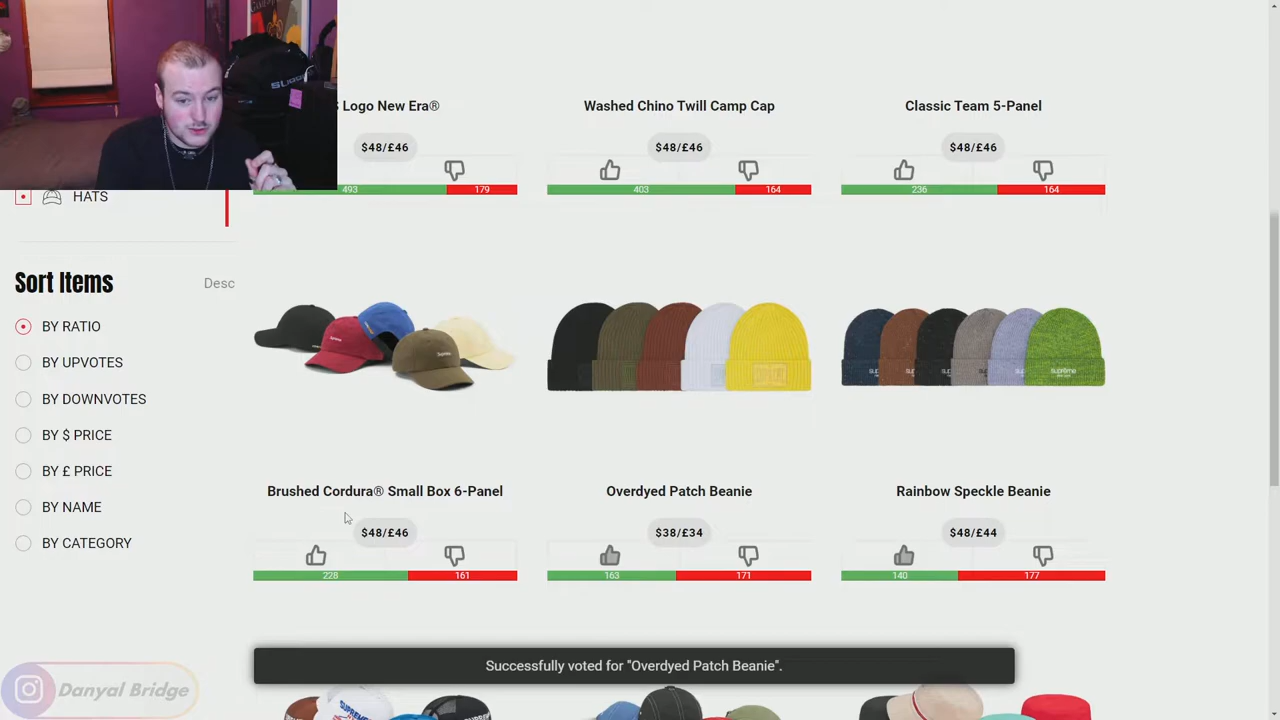 Logo New Era®
Washed Chino Twill Camp Cap
Classic Team 5-Panel
$48/£46
$48/£46
$48/£46
493
179
403
164
236
164
HATS
Sort Items
Desc
BY RATIO
BY UPVOTES
BY DOWNVOTES
BY $ PRICE
BY £ PRICE
BY NAME
BY CATEGORY
Brushed Cordura® Small Box 6-Panel
Overdyed Patch Beanie
Rainbow Speckle Beanie
$48/£46
$38/£34
$48/£44
228
161
163
171
140
177
Successfully voted for "Overdyed Patch Beanie".
Danyal Bridge